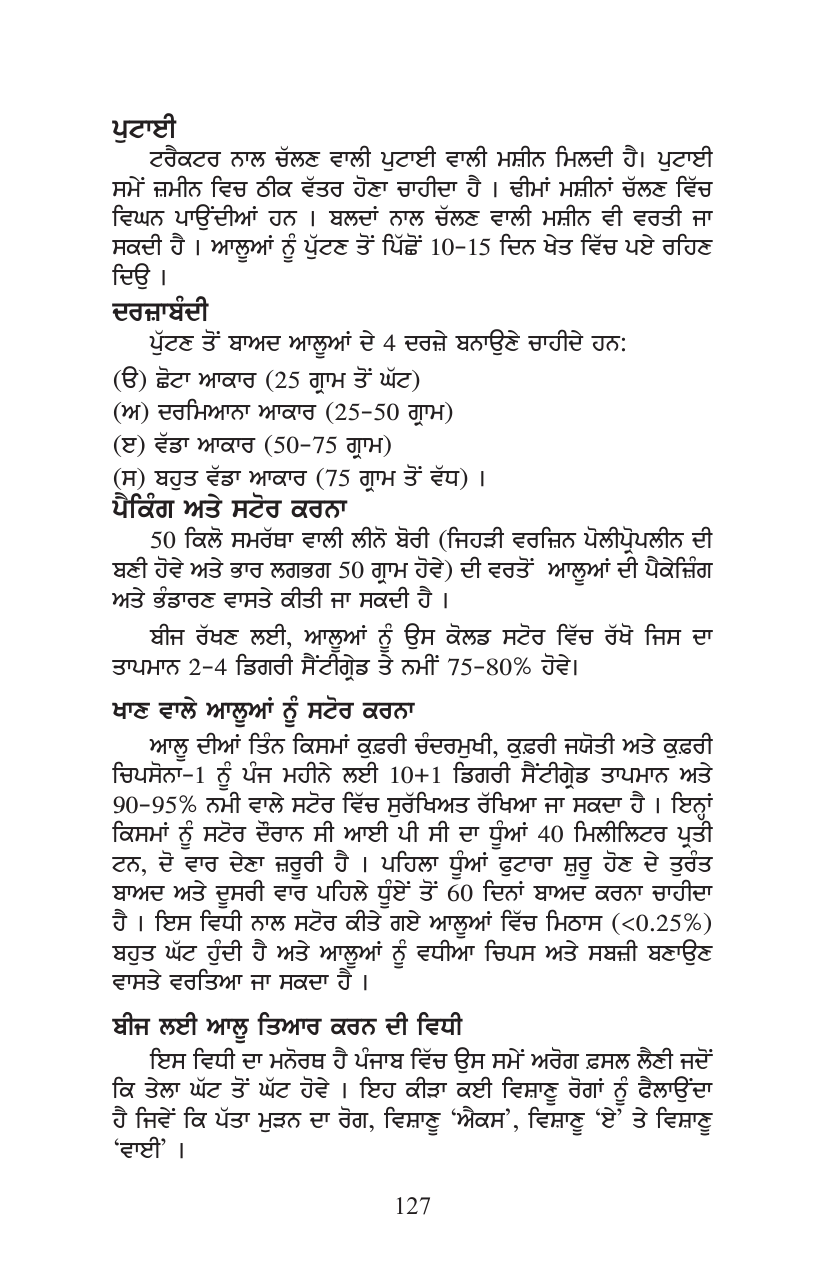 ਪੁਟਾਈ
ਟਰੈਕਟਰ ਨਾਲ ਚੱਲਣ ਵਾਲੀ ਪੁਟਾਈ ਵਾਲੀ ਮਸ਼ੀਨ ਮਿਲਦੀ ਹੈ। ਪੁਟਾਈ
ਸਮੇਂ ਜ਼ਮੀਨ ਵਿਚ ਠੀਕ ਵੱਤਰ ਹੋਣਾ ਚਾਹੀਦਾ ਹੈ । ਢੀਮਾਂ ਮਸ਼ੀਨਾਂ ਚੱਲਣ ਵਿੱਚ
ਵਿਘਨ ਪਾਉਂਦੀਆਂ ਹਨ । ਬਲਦਾਂ ਨਾਲ ਚੱਲਣ ਵਾਲੀ ਮਸ਼ੀਨ ਵੀ ਵਰਤੀ ਜਾ
ਸਕਦੀ ਹੈ । ਆਲੂਆਂ ਨੂੰ ਪੁੱਟਣ ਤੋਂ ਪਿੱਛੋਂ 10-15 ਦਿਨ ਖੇਤ ਵਿੱਚ ਪਏ ਰਹਿਣ
ਦਿਉ ।
ਦਰਜ਼ਾਬੰਦੀ
ਪੁੱਟਣ ਤੋਂ ਬਾਅਦ ਆਲੂਆਂ ਦੇ 4 ਦਰਜ਼ੇ ਬਨਾਉਣੇ ਚਾਹੀਦੇ ਹਨ:
(ੳ) ਛੋਟਾ ਆਕਾਰ (25 ਗ੍ਰਾਮ ਤੋਂ ਘੱਟ)
(ਅ) ਦਰਮਿਆਨਾ ਆਕਾਰ (25-50 ਗ੍ਰਾਮ)
(ੲ) ਵੱਡਾ ਆਕਾਰ (50-75 ਗ੍ਰਾਮ)
(ਸ) ਬਹੁਤ ਵੱਡਾ ਆਕਾਰ (75 ਗ੍ਰਾਮ ਤੋਂ ਵੱਧ) ।
ਪੈਕਿੰਗ ਅਤੇ ਸਟੋਰ ਕਰਨਾ
50 ਕਿਲੋ ਸਮਰੱਥਾ ਵਾਲੀ ਲੀਨੋ ਬੋਰੀ (ਜਿਹੜੀ ਵਰਜ਼ਿਨ ਪੋਲੀਪ੍ਰੋਪਲੀਨ ਦੀ
ਬਣੀ ਹੋਵੇ ਅਤੇ ਭਾਰ ਲਗਭਗ 50 ਗ੍ਰਾਮ ਹੋਵੇ) ਦੀ ਵਰਤੋਂ ਆਲੂਆਂ ਦੀ ਪੈਕੇਜ਼ਿੰਗ
ਅਤੇ ਭੰਡਾਰਣ ਵਾਸਤੇ ਕੀਤੀ ਜਾ ਸਕਦੀ ਹੈ ।
ਬੀਜ ਰੱਖਣ ਲਈ, ਆਲੂਆਂ ਨੂੰ ਉਸ ਕੋਲਡ ਸਟੋਰ ਵਿੱਚ ਰੱਖੋ ਜਿਸ ਦਾ
ਤਾਪਮਾਨ 2-4 ਡਿਗਰੀ ਸੈਂਟੀਗ੍ਰੇਡ ਤੇ ਨਮੀਂ 75-80% ਹੋਵੇ।
ਖਾਣ ਵਾਲੇ ਆਲੂਆਂ ਨੂੰ ਸਟੋਰ ਕਰਨਾ
ਆਲੂ ਦੀਆਂ ਤਿੰਨ ਕਿਸਮਾਂ ਕੁਫ਼ਰੀ ਚੰਦਰਮੁਖੀ, ਕੁਫ਼ਰੀ ਜਯੋਤੀ ਅਤੇ ਕੁਫ਼ਰੀ
ਚਿਪਸੋਨਾ-1 ਨੂੰ ਪੰਜ ਮਹੀਨੇ ਲਈ 10+1 ਡਿਗਰੀ ਸੈਂਟੀਗ੍ਰੇਡ ਤਾਪਮਾਨ ਅਤੇ
90-95% ਨਮੀ ਵਾਲੇ ਸਟੋਰ ਵਿੱਚ ਸੁਰੱਖਿਅਤ ਰੱਖਿਆ ਜਾ ਸਕਦਾ ਹੈ । ਇਨ੍ਹਾਂ
ਕਿਸਮਾਂ ਨੂੰ ਸਟੋਰ ਦੌਰਾਨ ਸੀ ਆਈ ਪੀ ਸੀ ਦਾ ਧੂੰਆਂ 40 ਮਿਲੀਲਿਟਰ ਪ੍ਰਤੀ
ਟਨ, ਦੋ ਵਾਰ ਦੇਣਾ ਜ਼ਰੂਰੀ ਹੈ । ਪਹਿਲਾ ਧੂੰਆਂ ਫੁਟਾਰਾ ਸ਼ੁਰੂ ਹੋਣ ਦੇ ਤੁਰੰਤ
ਬਾਅਦ ਅਤੇ ਦੂਸਰੀ ਵਾਰ ਪਹਿਲੇ ਧੂੰਏਂ ਤੋਂ 60 ਦਿਨਾਂ ਬਾਅਦ ਕਰਨਾ ਚਾਹੀਦਾ
ਹੈ । ਇਸ ਵਿਧੀ ਨਾਲ ਸਟੋਰ ਕੀਤੇ ਗਏ ਆਲੂਆਂ ਵਿੱਚ ਮਿਠਾਸ (<0.25%)
ਬਹੁਤ ਘੱਟ ਹੁੰਦੀ ਹੈ ਅਤੇ ਆਲੂਆਂ ਨੂੰ ਵਧੀਆ ਚਿਪਸ ਅਤੇ ਸਬਜ਼ੀ ਬਣਾਉਣ
ਵਾਸਤੇ ਵਰਤਿਆ ਜਾ ਸਕਦਾ ਹੈ ।
ਬੀਜ ਲਈ ਆਲੂ ਤਿਆਰ ਕਰਨ ਦੀ ਵਿਧੀ
ਇਸ ਵਿਧੀ ਦਾ ਮਨੋਰਥ ਹੈ ਪੰਜਾਬ ਵਿੱਚ ਉਸ ਸਮੇਂ ਅਰੋਗ ਫ਼ਸਲ ਲੈਣੀ ਜਦੋਂ
ਕਿ ਤੇਲਾ ਘੱਟ ਤੋਂ ਘੱਟ ਹੋਵੇ । ਇਹ ਕੀੜਾ ਕਈ ਵਿਸ਼ਾਣੂ ਰੋਗਾਂ ਨੂੰ ਫੈਲਾਉਂਦਾ
ਹੈ ਜਿਵੇਂ ਕਿ ਪੱਤਾ ਮੁੜਨ ਦਾ ਰੋਗ, ਵਿਸ਼ਾਣੂ ‘ਐਕਸ’, ਵਿਸ਼ਾਣੂ ‘ਏ’ ਤੇ ਵਿਸ਼ਾਣੂ
‘ਵਾਈ’ ।
127